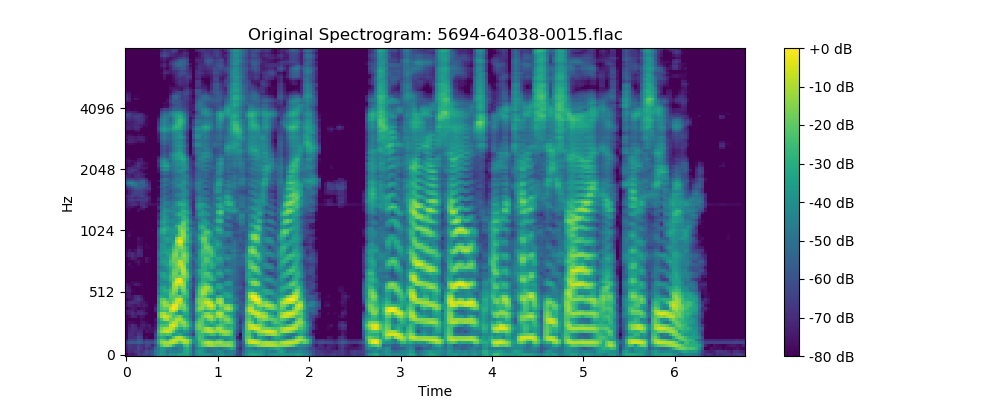 Original Spectrogram: 5694-64038-0015.flac
Hz
4096
2048
1024
512
0
0 1 2 3 4 5 6
Time
+0 dB
-10 dB
-20 dB
-30 dB
-40 dB
-50 dB
-60 dB
-70 dB
-80 dB